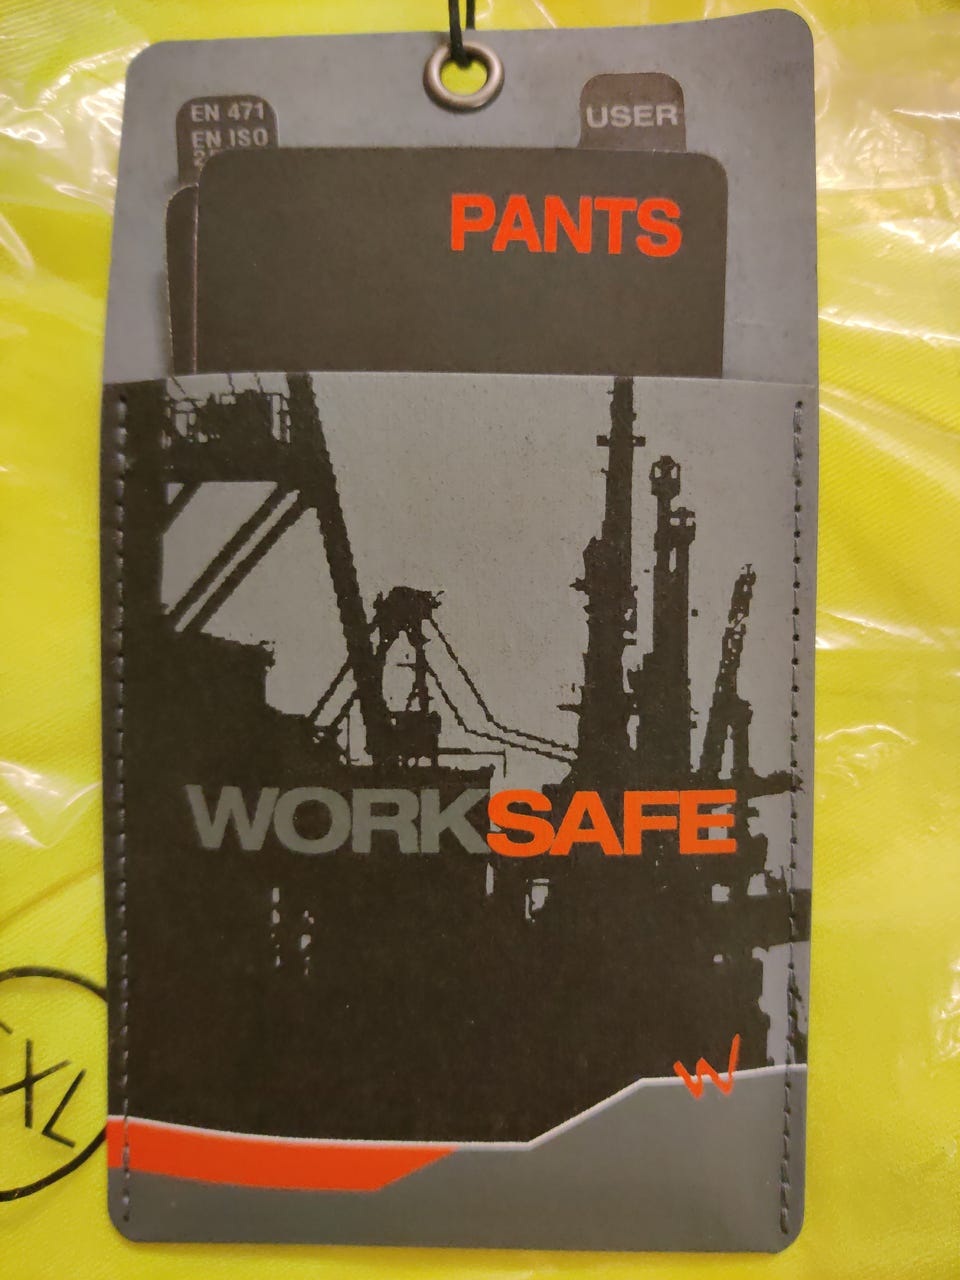 EN 471
EN ISO
USER
PANTS
WORKSAFE
W
XL